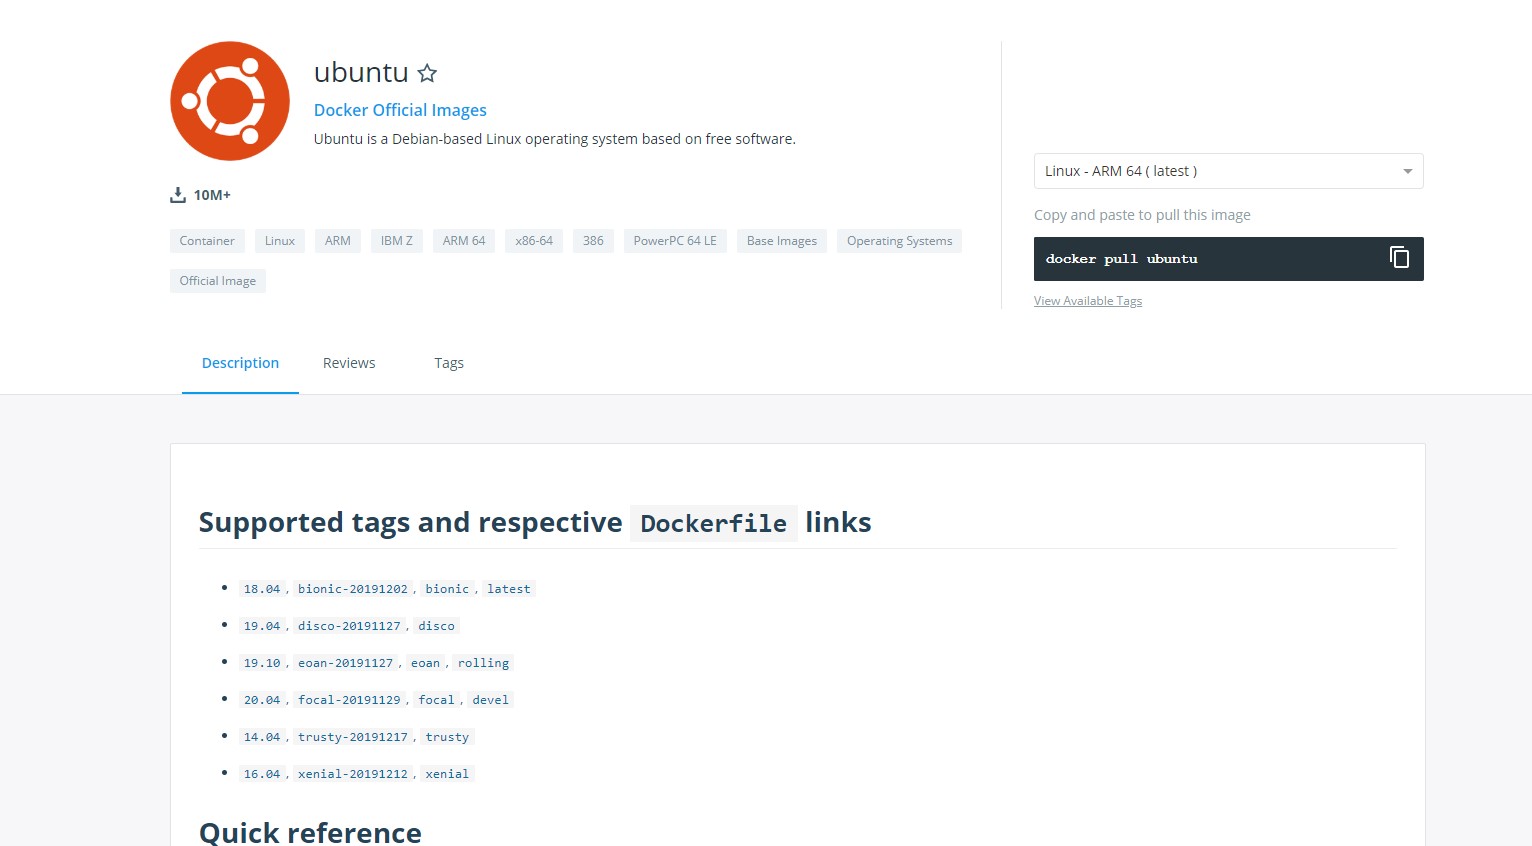 ubuntu
Docker Official Images
Ubuntu is a Debian-based Linux operating system based on free software.
10M+
Container Linux ARM IBM Z ARM 64 x86-64 386 PowerPC 64 LE Base Images Operating Systems
Official Image
Linux - ARM 64 ( latest )
Copy and paste to pull this image
docker pull ubuntu
View Available Tags
Description Reviews Tags
Supported tags and respective Dockerfile links
18.04, bionic-20191202, bionic, latest
19.04, disco-20191127, disco
19.10, eoan-20191127, eoan, rolling
20.04, focal-20191129, focal, devel
14.04, trusty-20191217, trusty
16.04, xenial-20191212, xenial
Quick reference